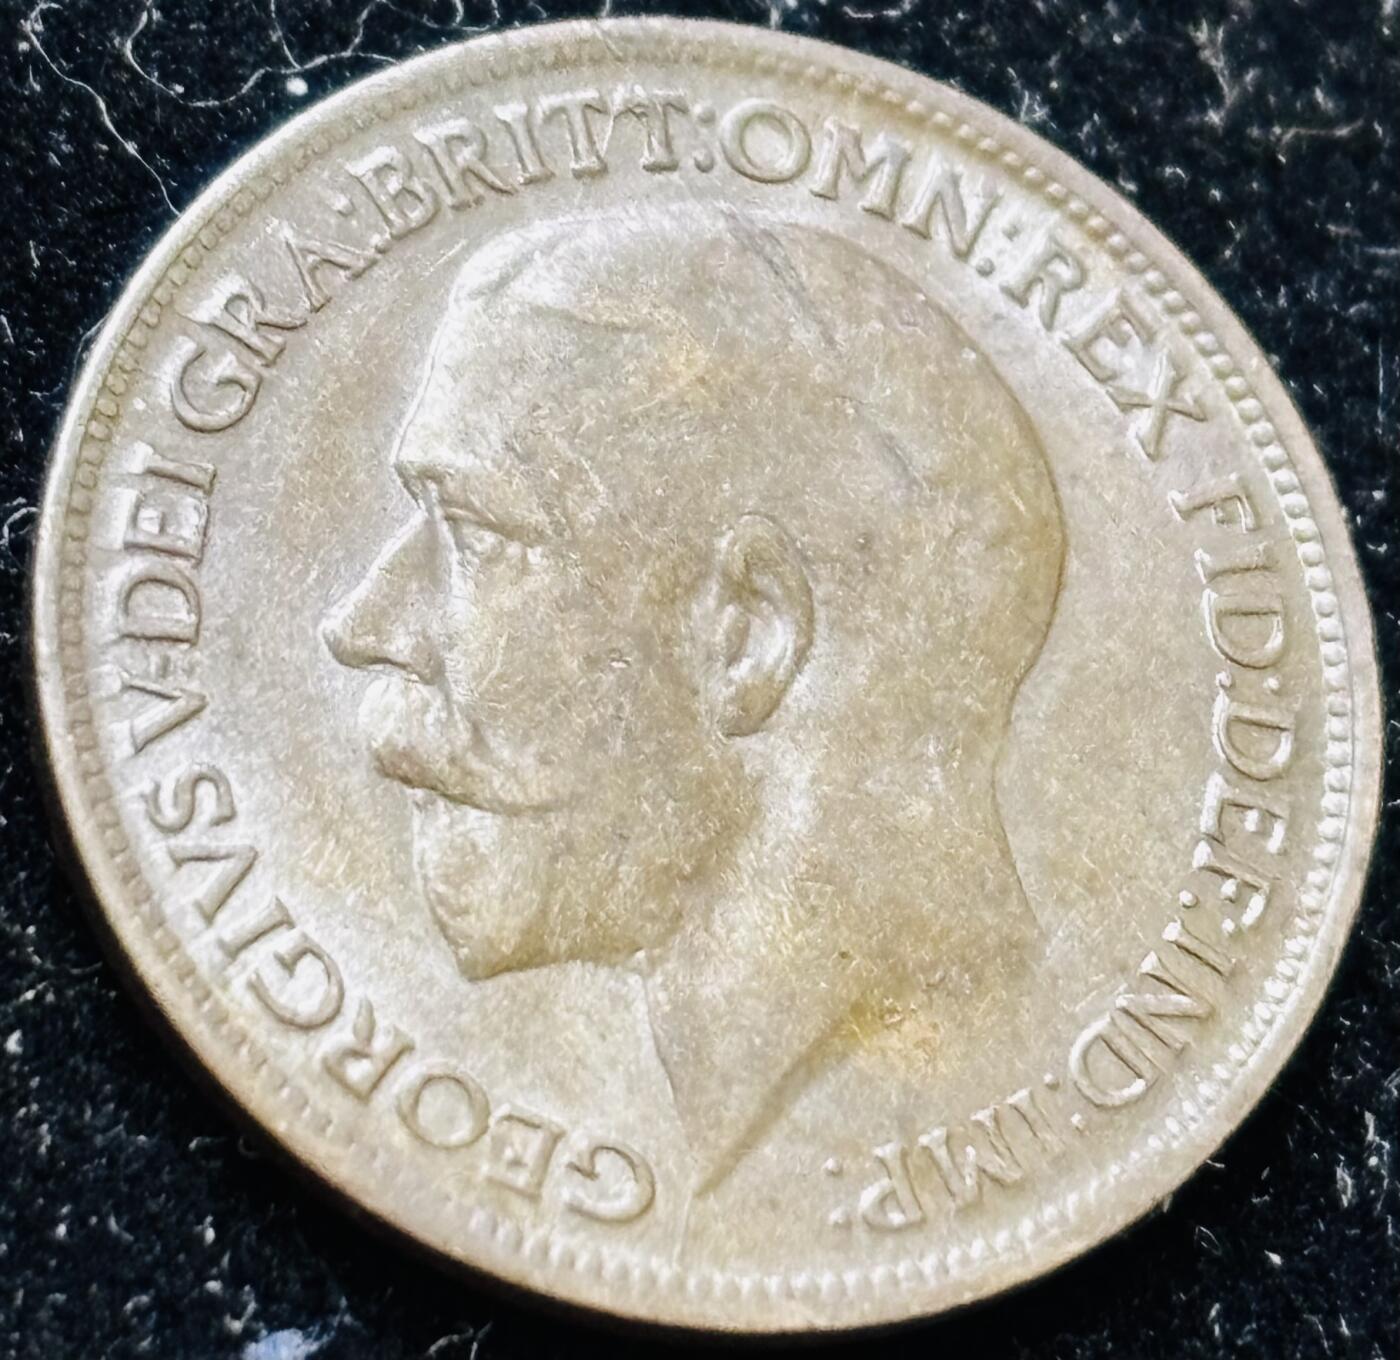 GEORGIVS V DEI GRA:BRITT:OMN:REX FID:DEF:IND:IMP: